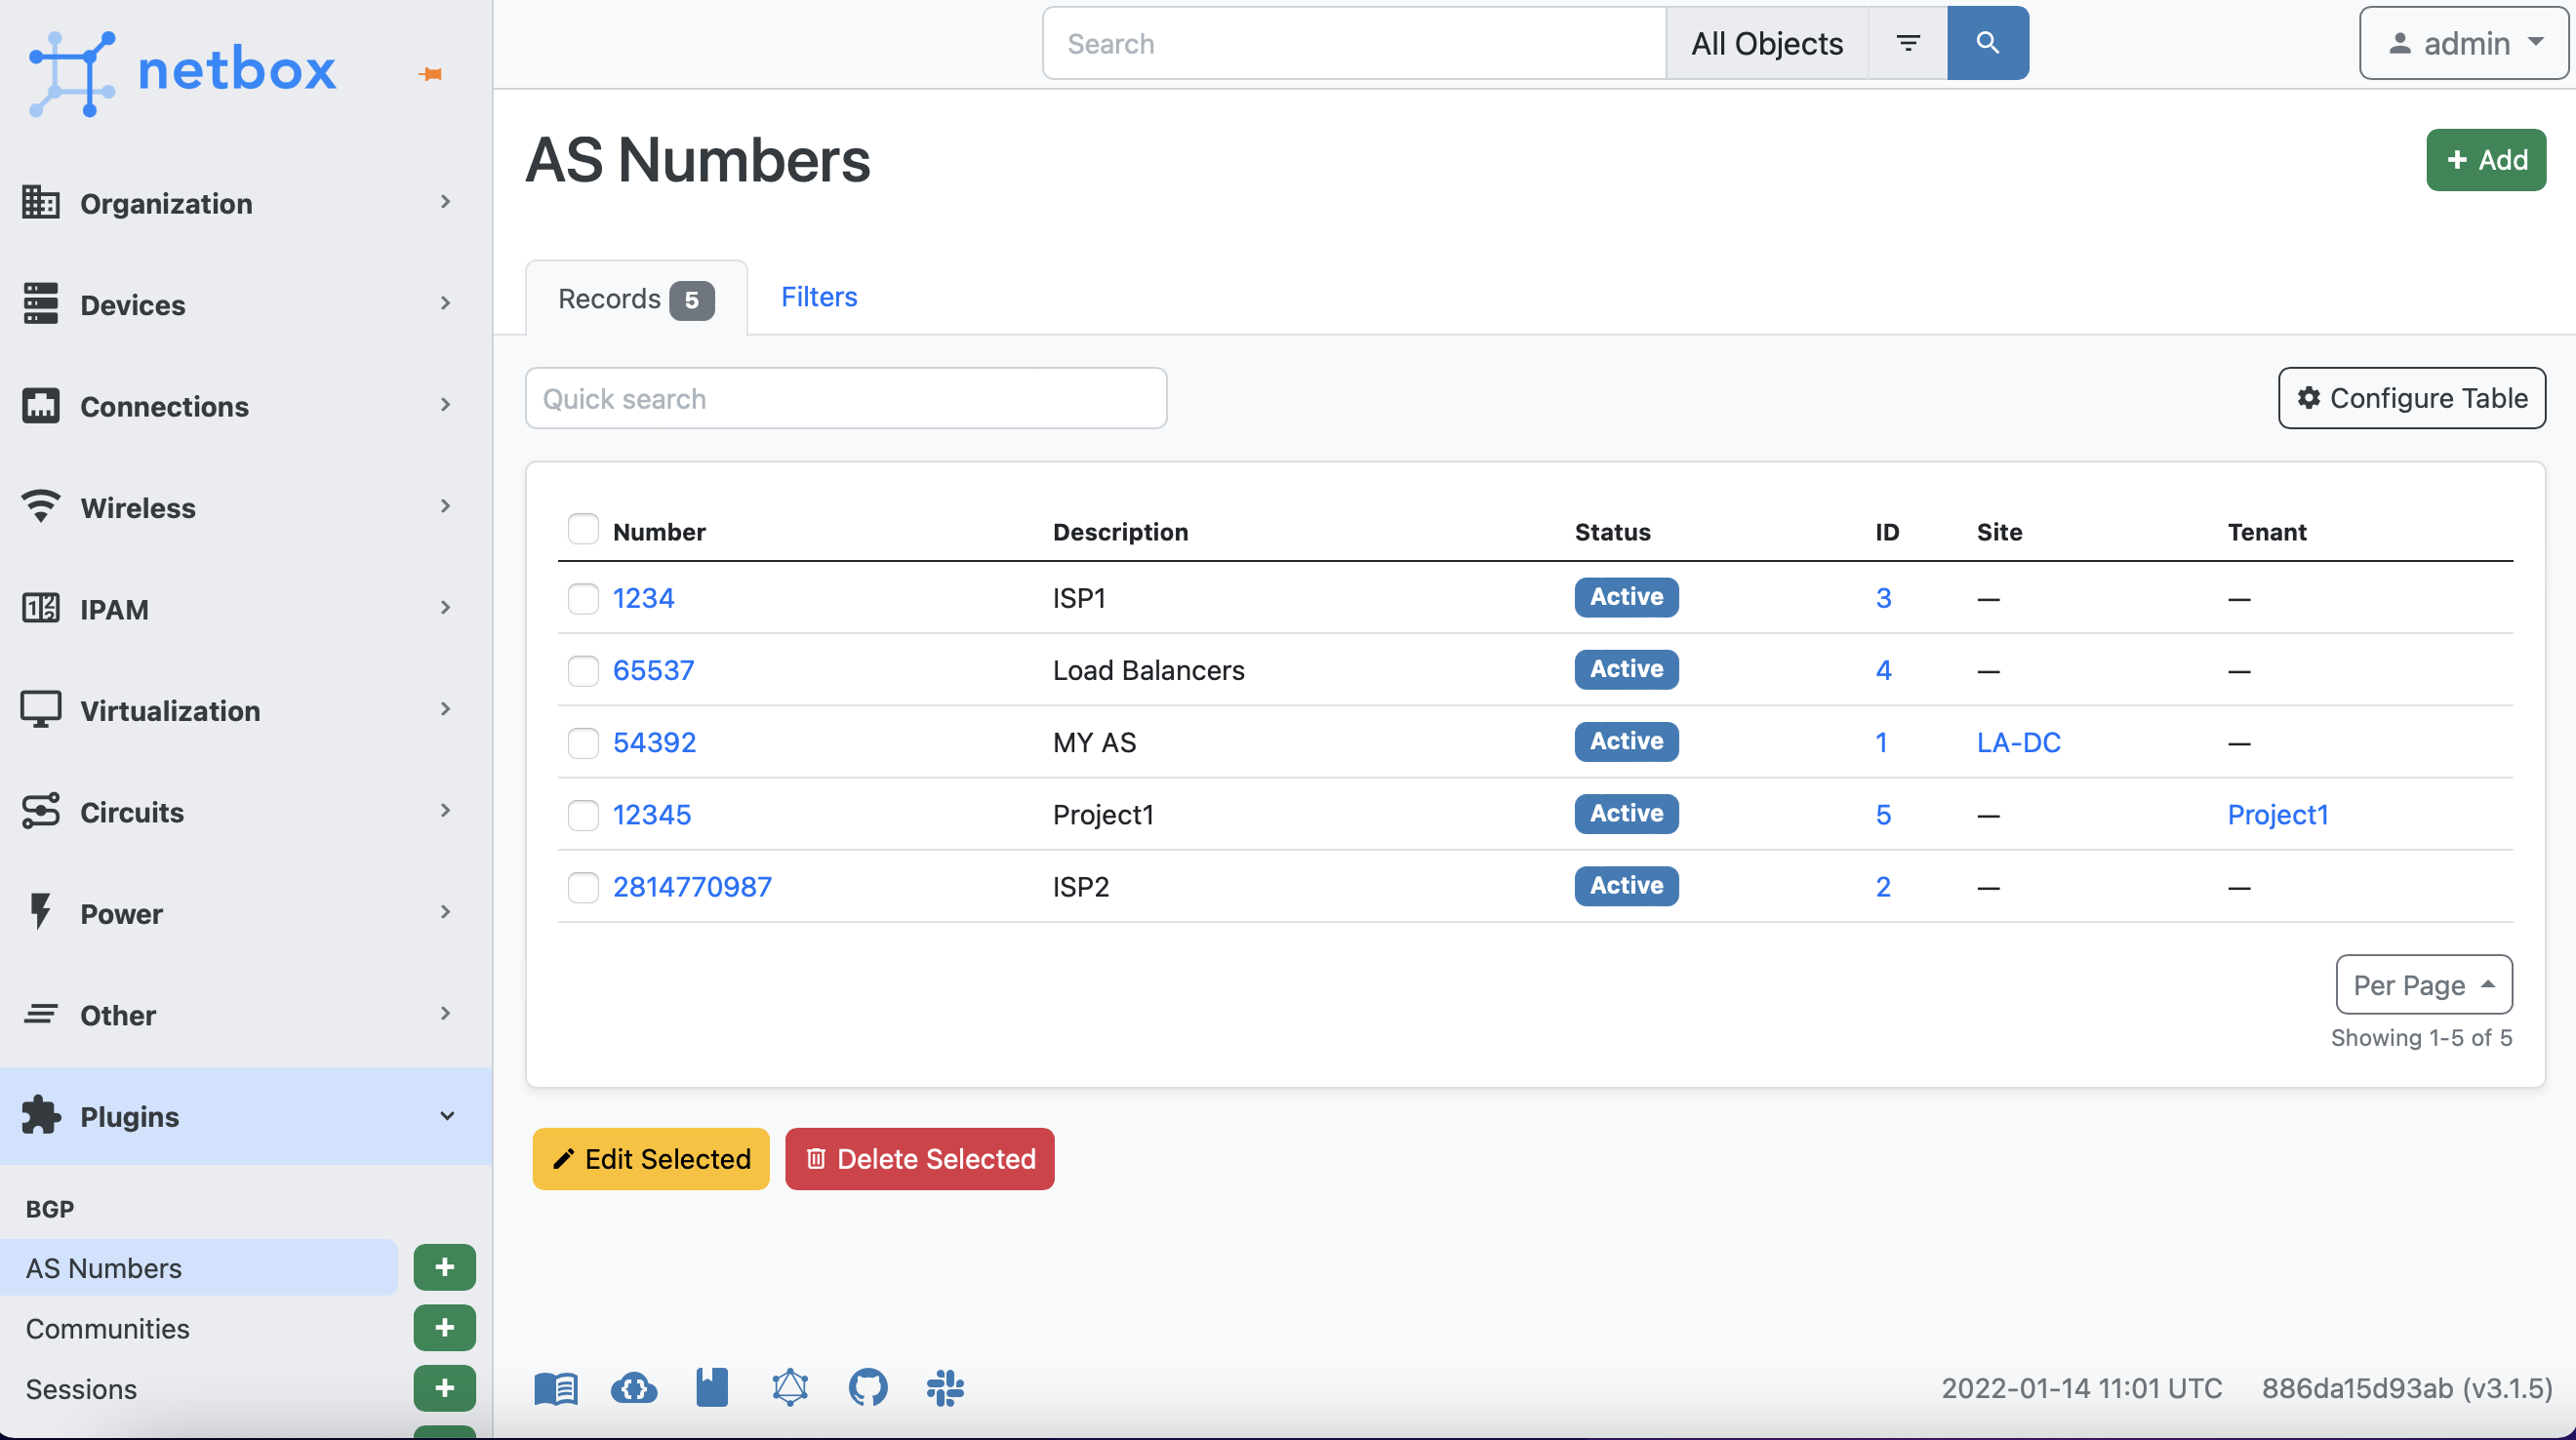 netbox
Search
All Objects
admin
Organization
Devices
Connections
Wireless
IPAM
Virtualization
Circuits
Power
Other
Plugins
BGP
AS Numbers
Communities
Sessions
AS Numbers
Add
Records 5
Filters
Quick search
Configure Table
Number Description Status ID Site Tenant
1234 ISP1 Active 3 — —
65537 Load Balancers Active 4 — —
54392 MY AS Active 1 LA-DC —
12345 Project1 Active 5 — Project1
2814770987 ISP2 Active 2 — —
Per Page
Showing 1-5 of 5
Edit Selected
Delete Selected
2022-01-14 11:01 UTC 886da15d93ab (v3.1.5)